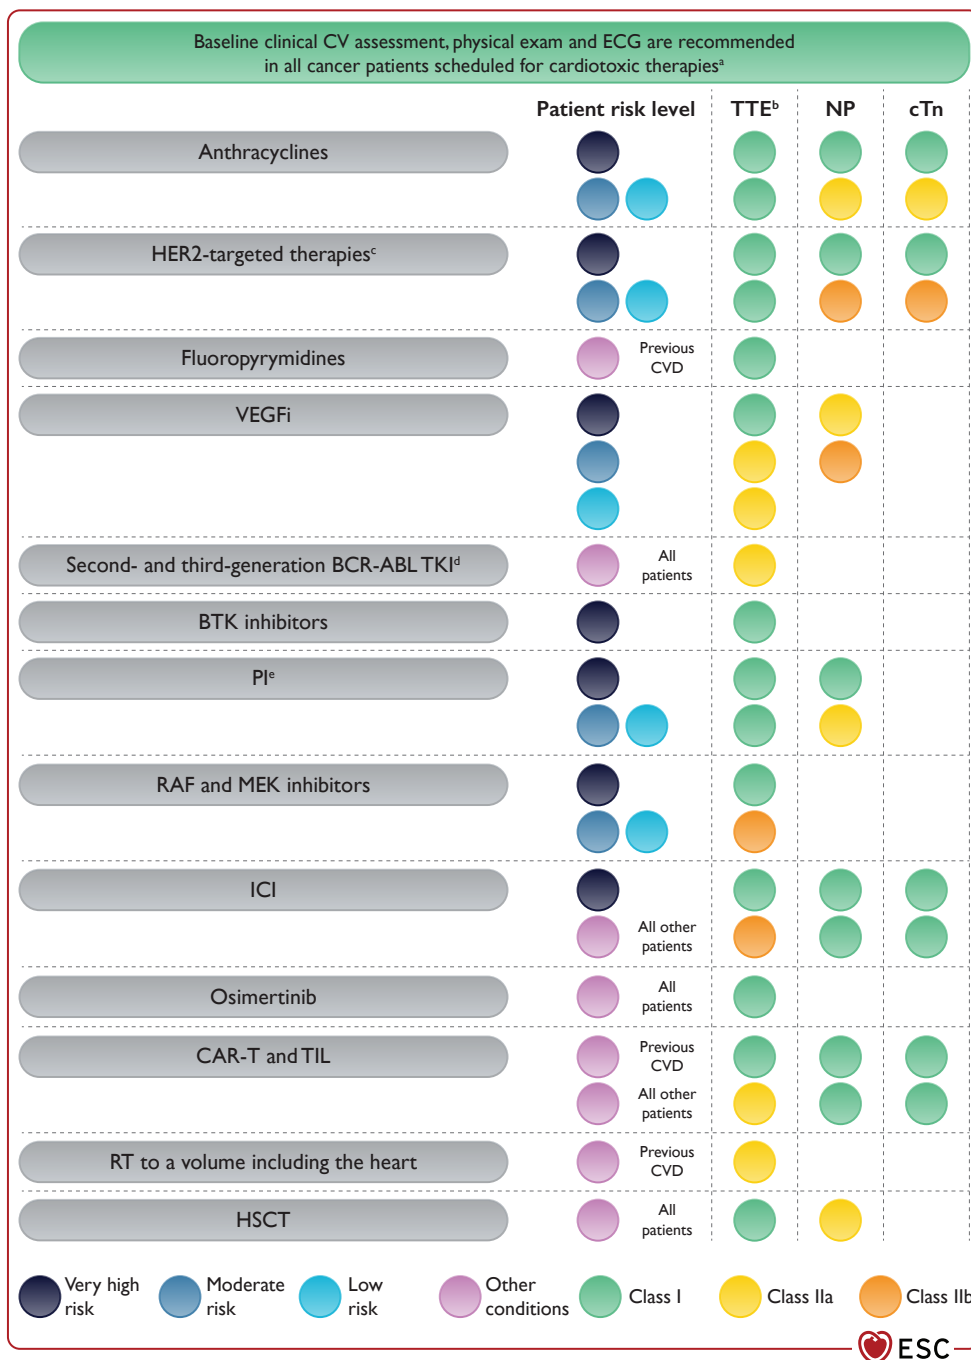 Baseline clinical CV assessment, physical exam and ECG are recommended
in all cancer patients scheduled for cardiotoxic therapiesᵃ
Patient risk level TTEᵇ NP cTn
Anthracyclines
HER2-targeted therapiesᶜ
Fluoropyrymidines Previous
CVD
VEGFi
Second- and third-generation BCR-ABL TKIᵈ All
patients
BTK inhibitors
PIᵉ
RAF and MEK inhibitors
ICI
All other
patients
Osimertinib All
patients
CAR-T and TIL Previous
CVD
All other
patients
RT to a volume including the heart Previous
CVD
HSCT All
patients
Very high
risk
Moderate
risk
Low
risk
Other
conditions
Class I
Class IIa
Class IIb
ESC